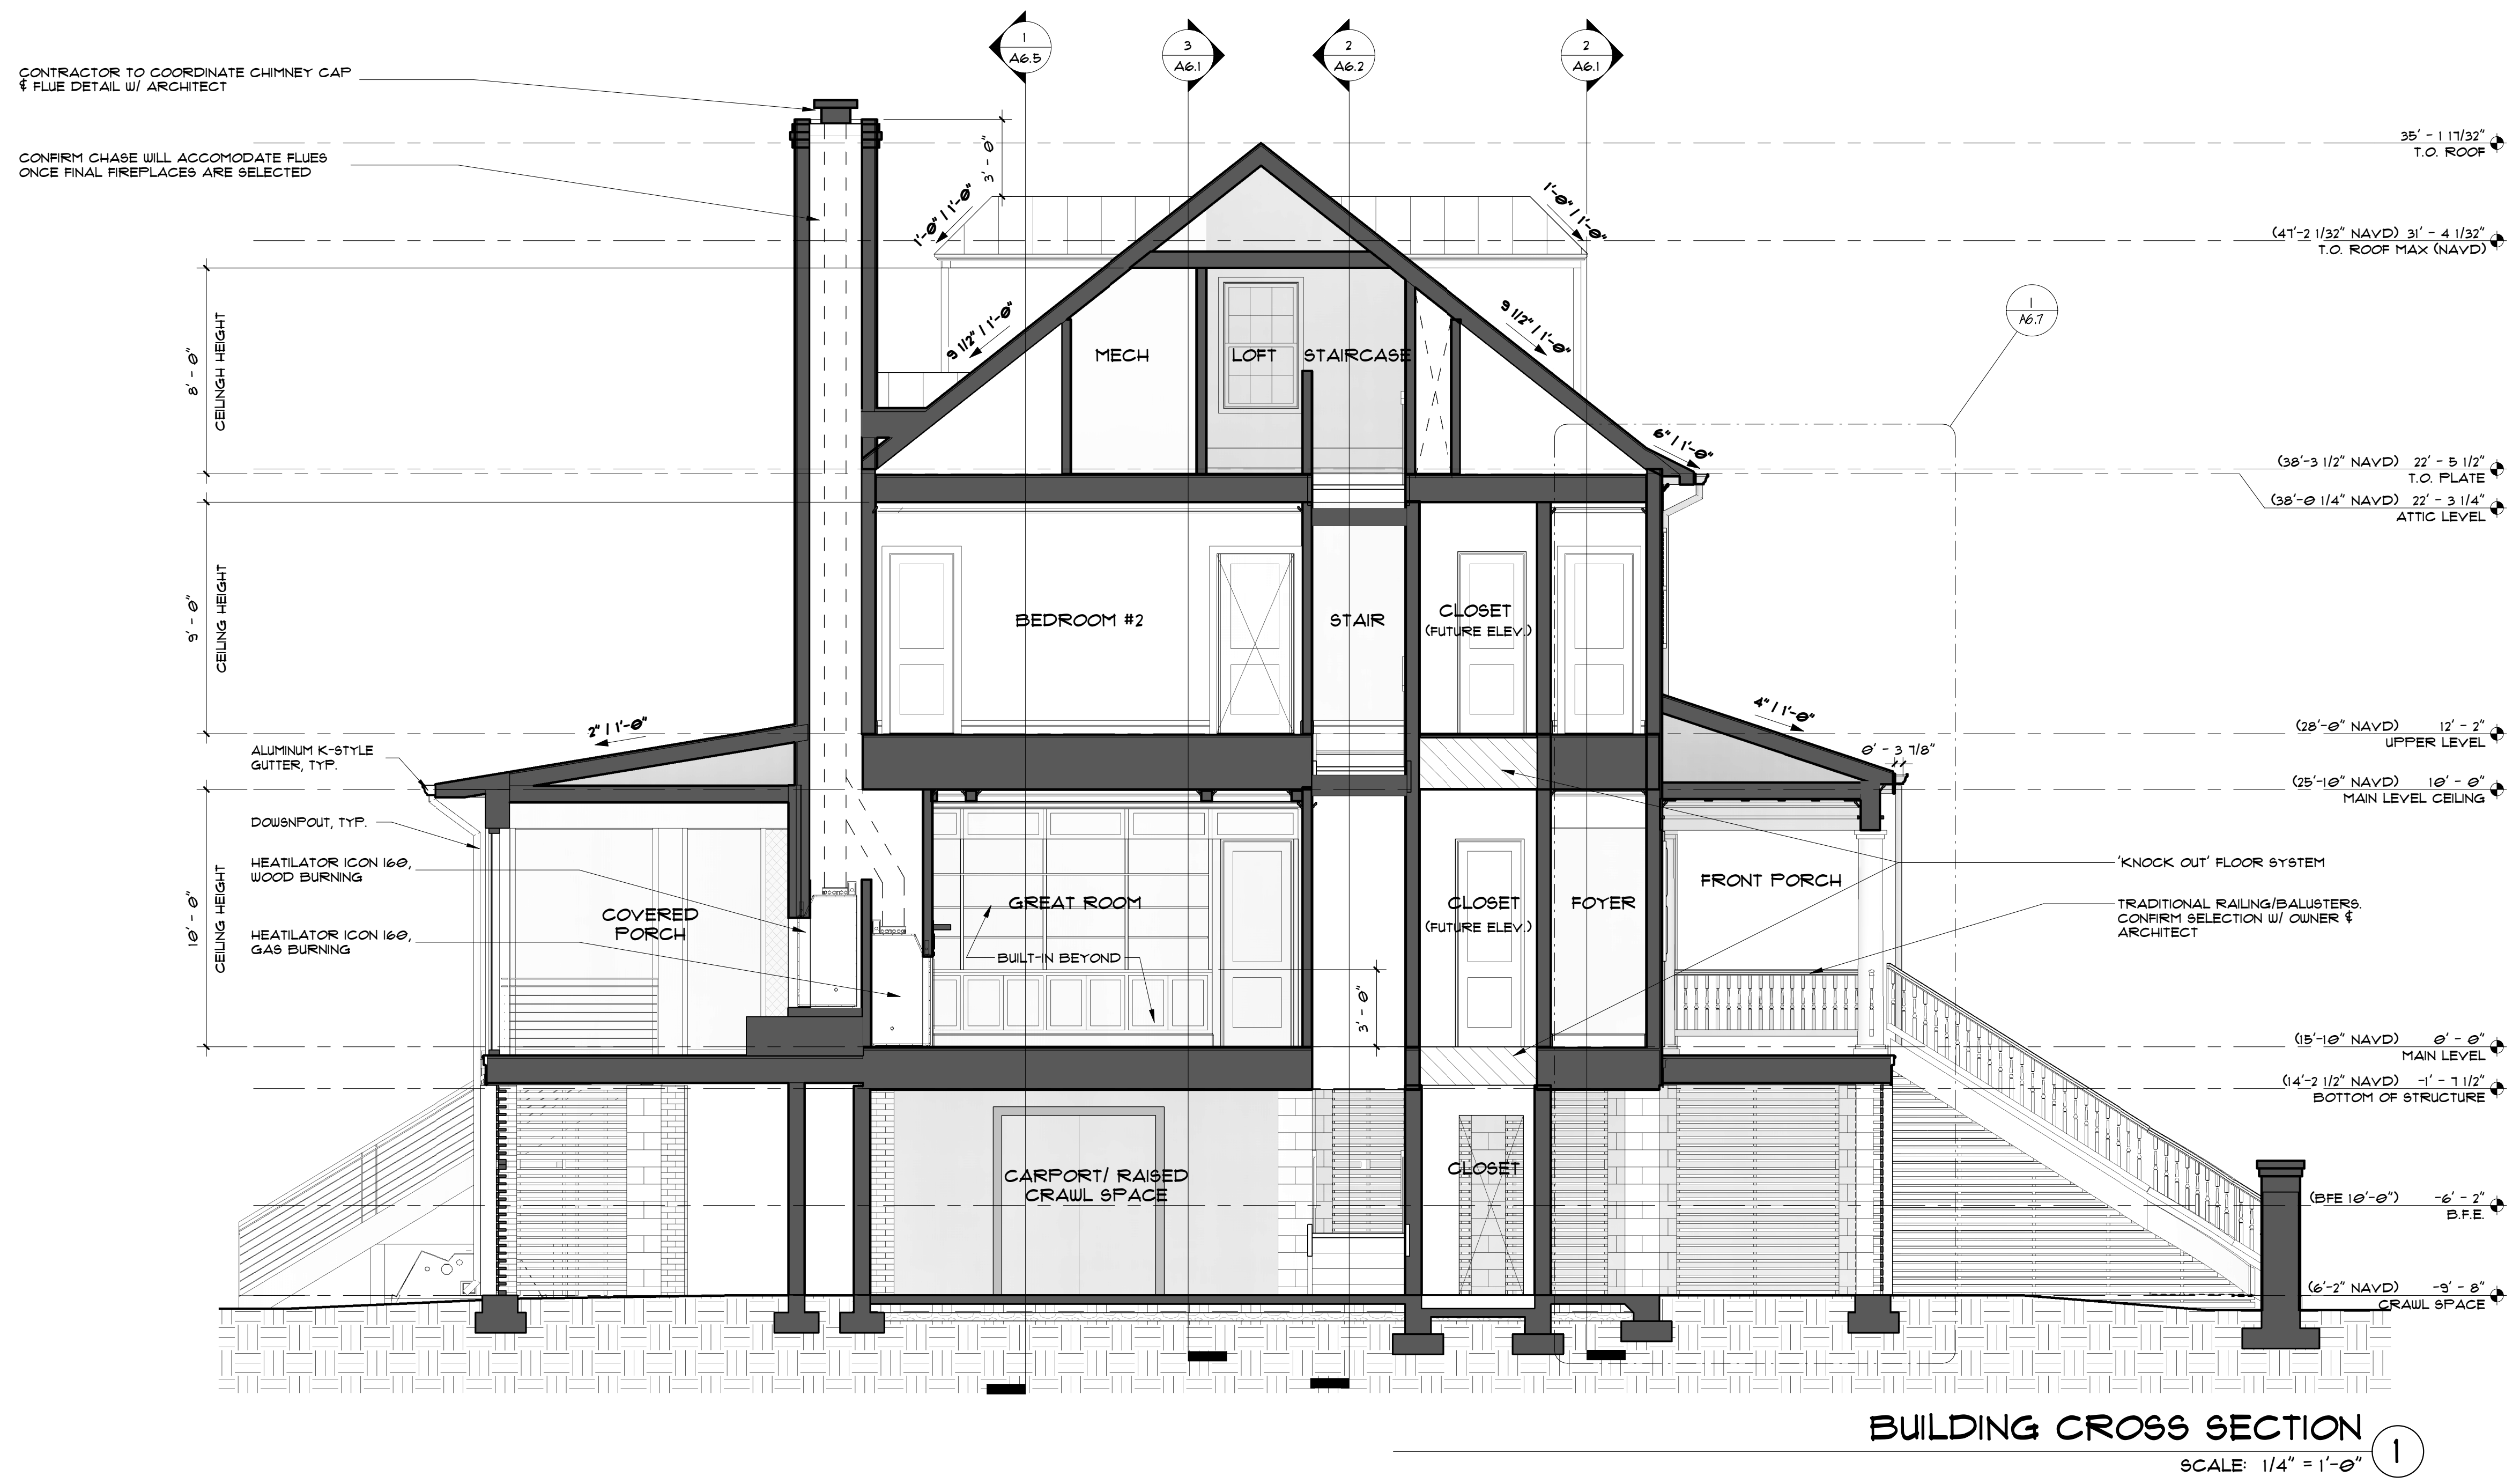 1
A6.5
3
A6.1
2
A6.2
2
A6.1
CONTRACTOR TO COORDINATE CHIMNEY CAP
& FLUE DETAIL W/ ARCHITECT
CONFIRM CHASE WILL ACCOMODATE FLUES
ONCE FINAL FIREPLACES ARE SELECTED
3' - 0"
1'-0" / 1'-0"
1'-0" / 1'-0"
35' - 1 17/32"
T.O. ROOF
(47'-2 1/32" NAVD) 31' - 4 1/32"
T.O. ROOF MAX (NAVD)
1
A6.7
9 1/2" / 1'-0"
9 1/2" / 1'-0"
8' - 0"
CEILINGH HEIGHT
MECH
LOFT
STAIRCASE
6" / 1'-0"
(38'-3 1/2" NAVD) 22' - 5 1/2"
T.O. PLATE
(38'-0 1/4" NAVD) 22' - 3 1/4"
ATTIC LEVEL
9' - 0"
CEILING HEIGHT
BEDROOM #2
STAIR
CLOSET
(FUTURE ELEV.)
2" / 1'-0"
4" / 1'-0"
0' - 3 7/8"
(28'-0" NAVD) 12' - 2"
UPPER LEVEL
(25'-10" NAVD) 10' - 0"
MAIN LEVEL CEILING
ALUMINUM K-STYLE
GUTTER, TYP.
DOWSNPOUT, TYP.
HEATILATOR ICON 160,
WOOD BURNING
HEATILATOR ICON 160,
GAS BURNING
10' - 0"
CEILING HEIGHT
COVERED
PORCH
GREAT ROOM
BUILT-IN BEYOND
3' - 0"
CLOSET
(FUTURE ELEV.)
FOYER
FRONT PORCH
'KNOCK OUT' FLOOR SYSTEM
TRADITIONAL RAILING/BALUSTERS.
CONFIRM SELECTION W/ OWNER &
ARCHITECT
(15'-10" NAVD) 0' - 0"
MAIN LEVEL
(14'-2 1/2" NAVD) -1' - 7 1/2"
BOTTOM OF STRUCTURE
CARPORT/ RAISED
CRAWL SPACE
CLOSET
(BFE 10'-0") -6' - 2"
B.F.E.
(6'-2" NAVD) -9' - 8"
CRAWL SPACE
BUILDING CROSS SECTION
1
SCALE: 1/4" = 1'-0"